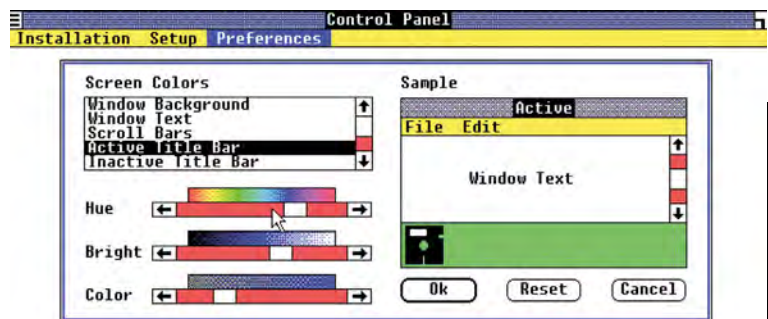 Control Panel
Installation Setup Preferences
Screen Colors
Window Background
Window Text
Scroll Bars
Active Title Bar
Inactive Title Bar
Hue
Bright
Color
Sample
Active
File Edit
Window Text
Ok Reset Cancel